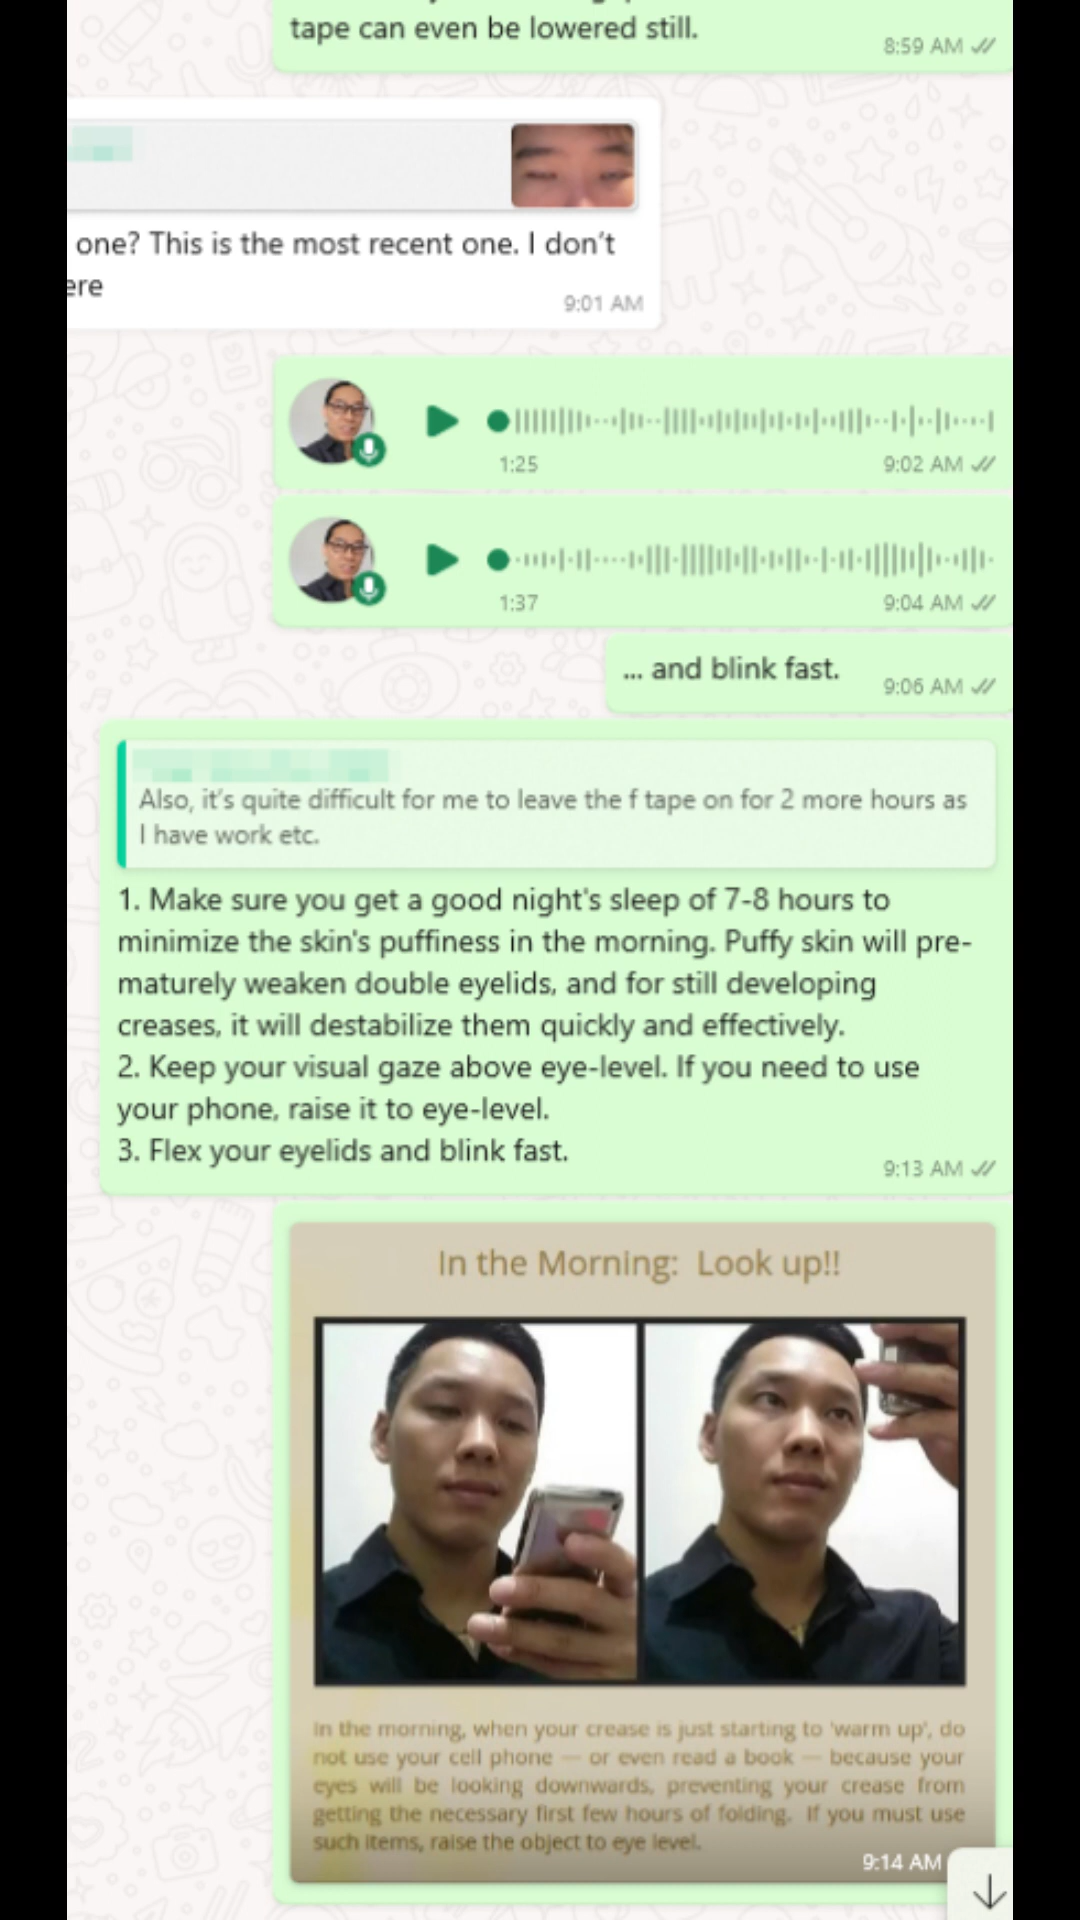 tape can even be lowered still.
8:59 AM
one? This is the most recent one. I don't
ere
9:01 AM
1:25
9:02 AM
1:37
9:04 AM
... and blink fast.
9:06 AM
Also, it's quite difficult for me to leave the f tape on for 2 more hours as
I have work etc.
1. Make sure you get a good night's sleep of 7-8 hours to
minimize the skin's puffiness in the morning. Puffy skin will pre-
maturely weaken double eyelids, and for still developing
creases, it will destabilize them quickly and effectively.
2. Keep your visual gaze above eye-level. If you need to use
your phone, raise it to eye-level.
3. Flex your eyelids and blink fast.
9:13 AM
In the Morning: Look up!!
In the morning, when your crease is just starting to 'warm up', do
not use your cell phone — or even read a book — because your
eyes will be looking downwards, preventing your crease from
getting the necessary first few hours of folding. If you must use
such items, raise the object to eye level.
9:14 AM